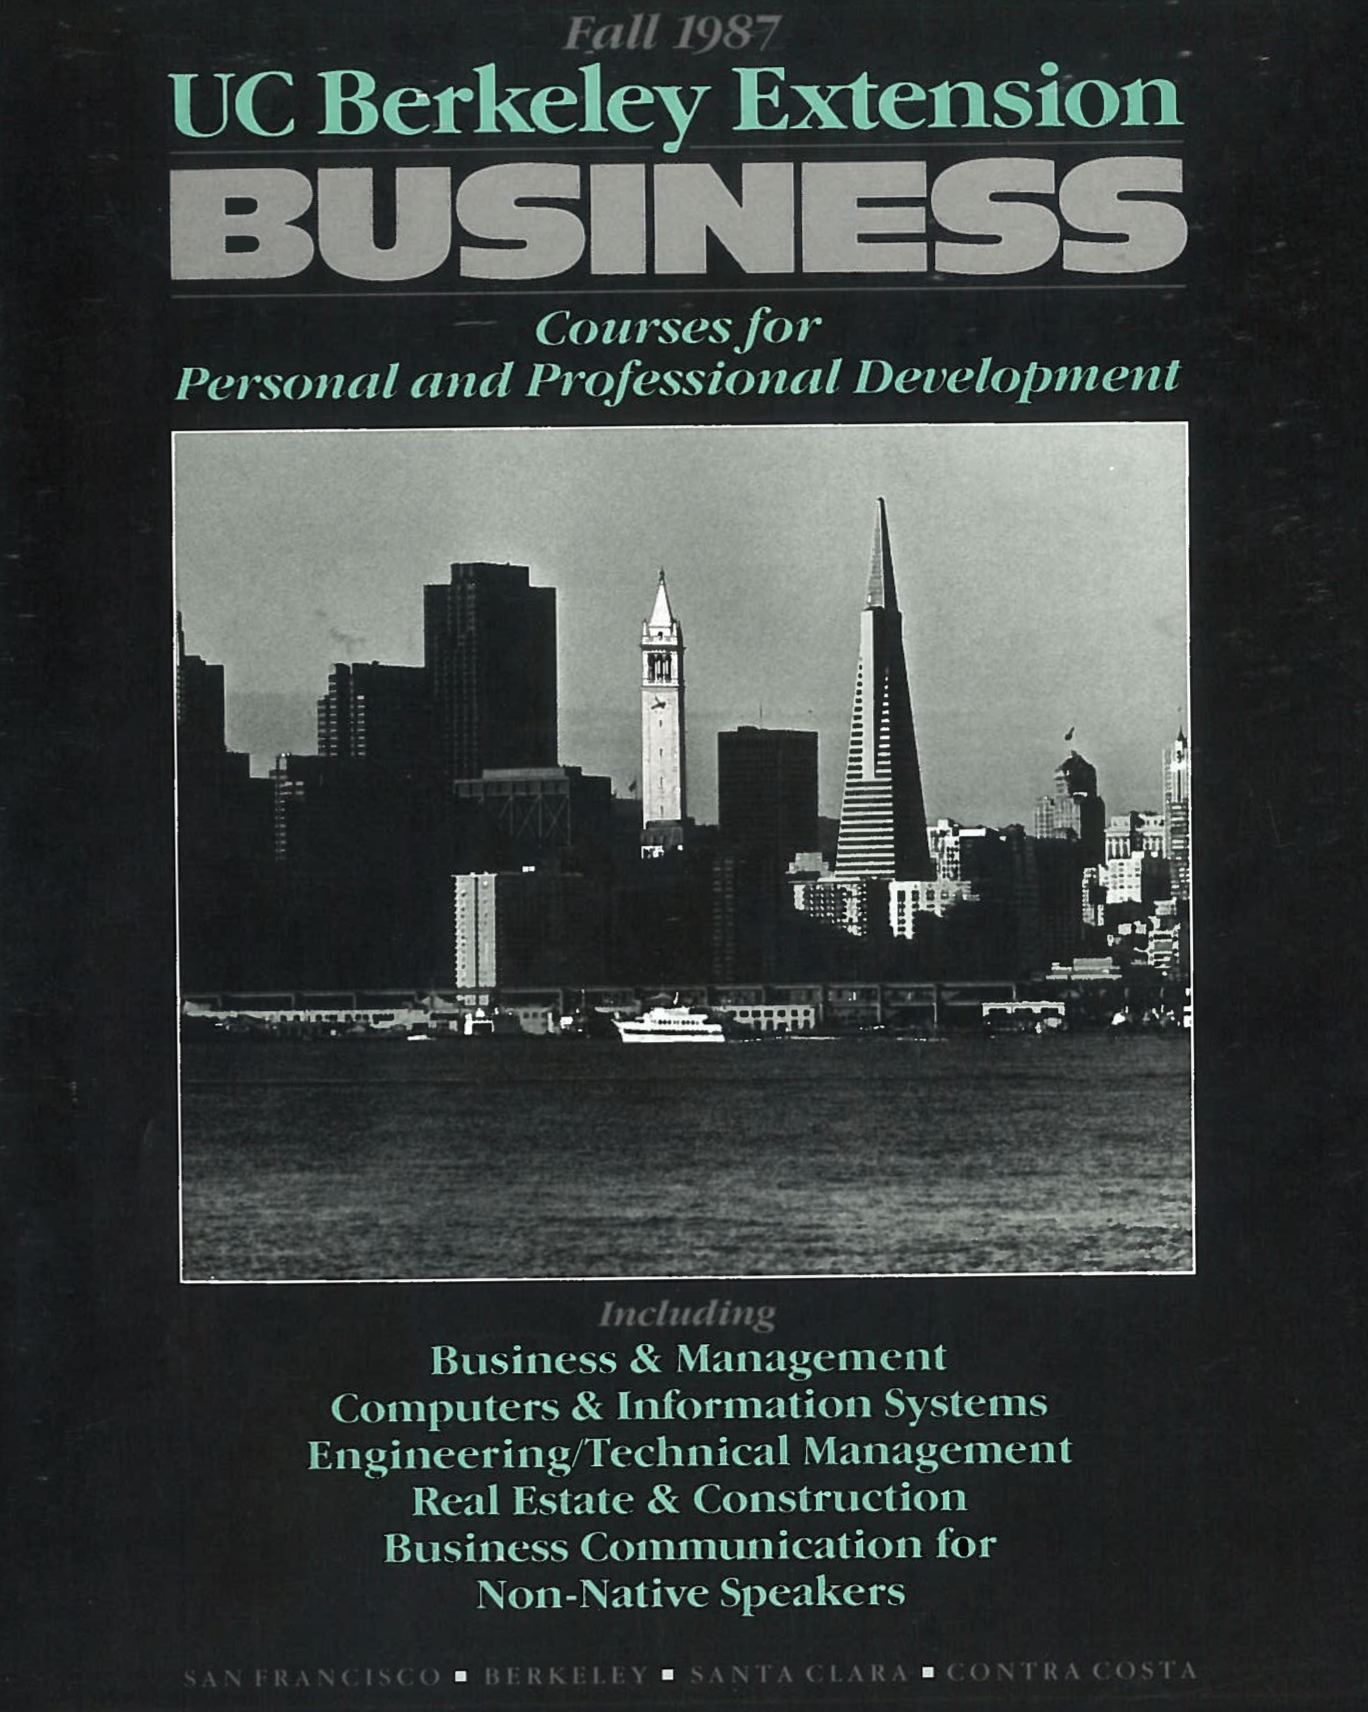 Fall 1987
UC Berkeley Extension
BUSINESS
Courses for
Personal and Professional Development
Including
Business & Management
Computers & Information Systems
Engineering/Technical Management
Real Estate & Construction
Business Communication for
Non-Native Speakers
SAN FRANCISCO ▪ BERKELEY ▪ SANTA CLARA ▪ CONTRA COSTA